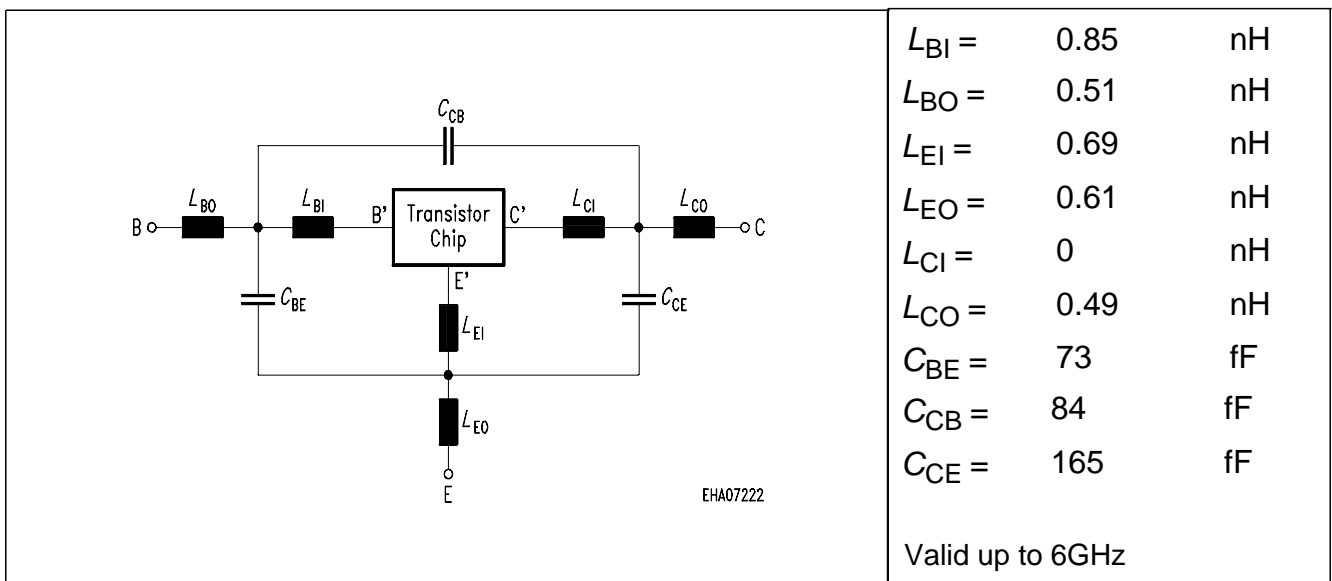 C_CB
L_BO
L_BI
B'
Transistor
Chip
C'
L_CI
L_CO
B
C
E'
C_BE
C_CE
L_EI
L_EO
E
EHA07222
L_BI = 0.85 nH
L_BO = 0.51 nH
L_EI = 0.69 nH
L_EO = 0.61 nH
L_CI = 0 nH
L_CO = 0.49 nH
C_BE = 73 fF
C_CB = 84 fF
C_CE = 165 fF
Valid up to 6GHz